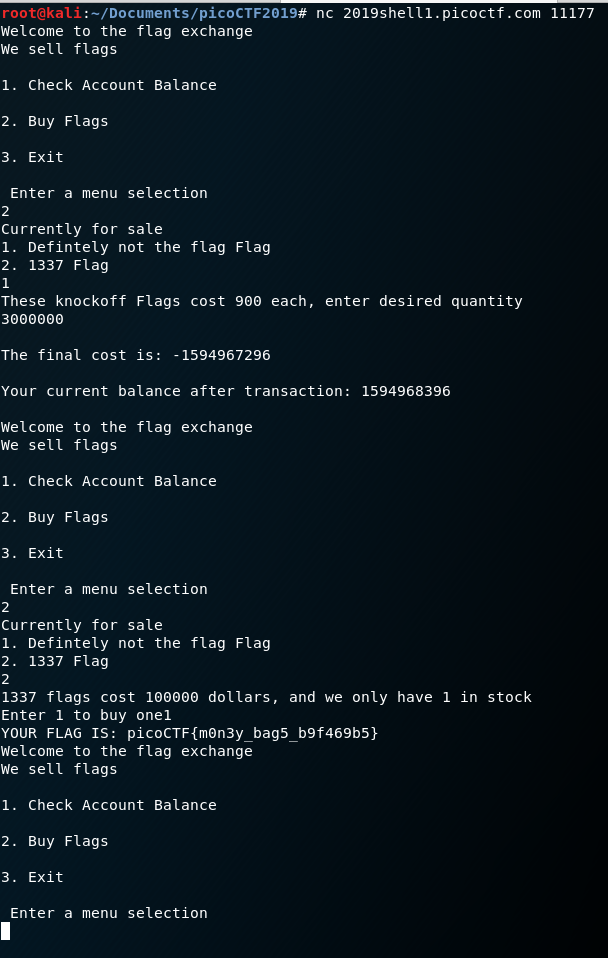 root@kali:~/Documents/picoCTF2019# nc 2019shell1.picoctf.com 11177
Welcome to the flag exchange
We sell flags
1. Check Account Balance
2. Buy Flags
3. Exit
Enter a menu selection
2
Currently for sale
1. Defintely not the flag Flag
2. 1337 Flag
1
These knockoff Flags cost 900 each, enter desired quantity
3000000
The final cost is: -1594967296
Your current balance after transaction: 1594968396
Welcome to the flag exchange
We sell flags
1. Check Account Balance
2. Buy Flags
3. Exit
Enter a menu selection
2
Currently for sale
1. Defintely not the flag Flag
2. 1337 Flag
2
1337 flags cost 100000 dollars, and we only have 1 in stock
Enter 1 to buy one1
YOUR FLAG IS: picoCTF{m0n3y_bag5_b9f469b5}
Welcome to the flag exchange
We sell flags
1. Check Account Balance
2. Buy Flags
3. Exit
Enter a menu selection